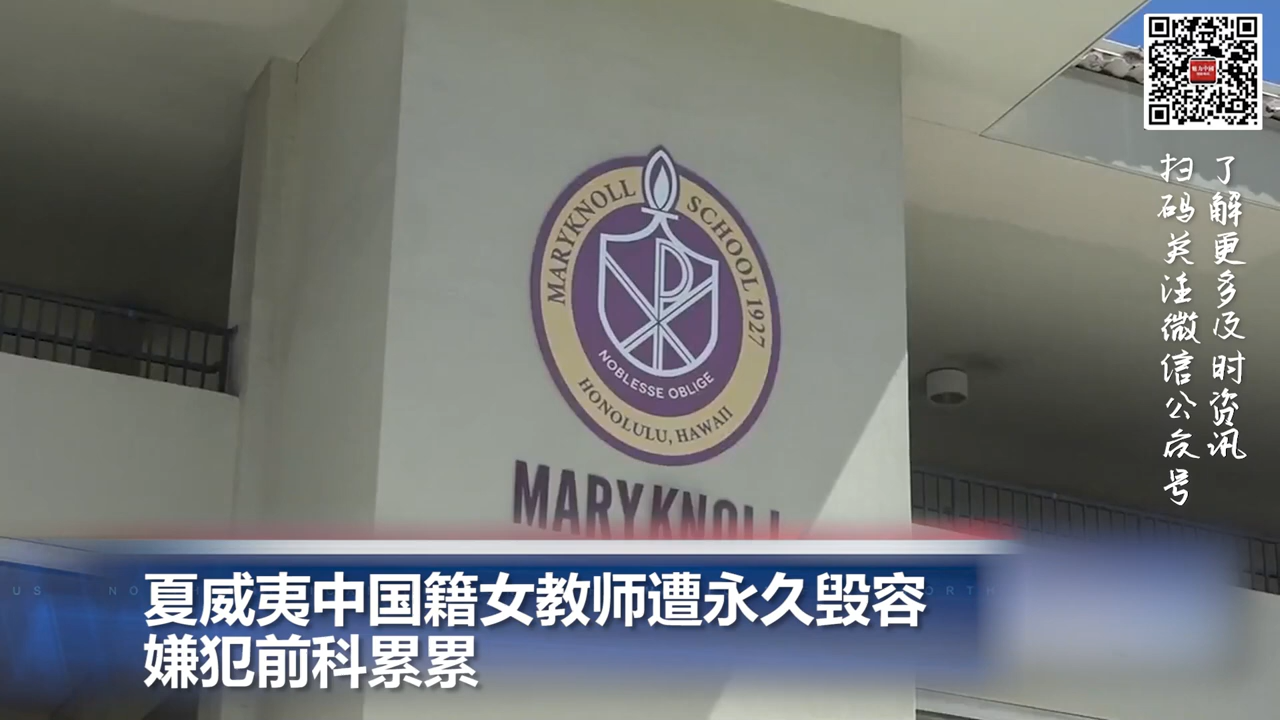 MARYKNOLL SCHOOL 1927
NOBLESSE OBLIGE
HONOLULU, HAWAII
MARYKNOLL
了解更多及时资讯
扫码关注微信公众号
US
夏威夷中国籍女教师遭永久毁容
嫌犯前科累累